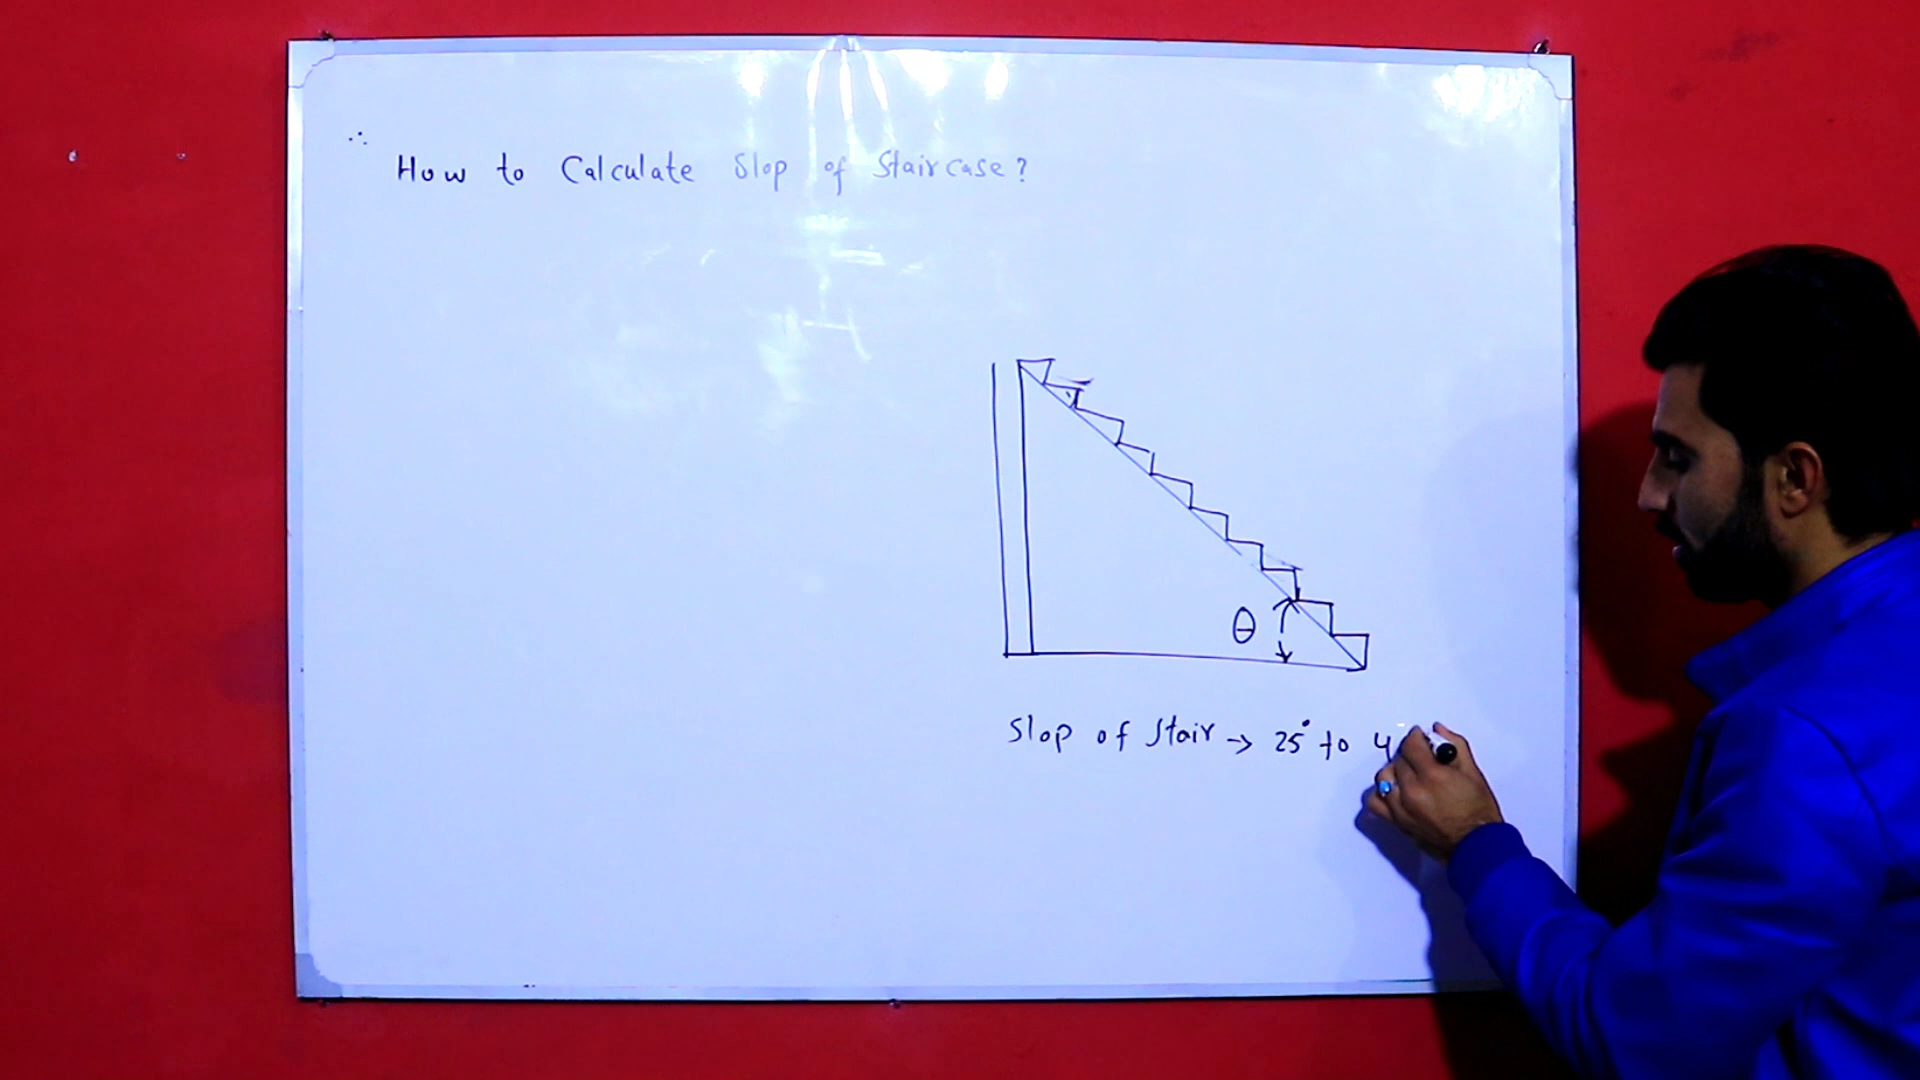 How to Calculate Slop of Staircase?
θ
Slop of Stair → 25° to 4